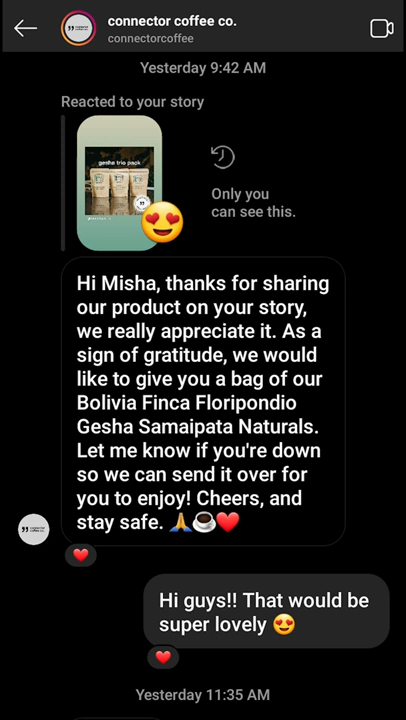 connector coffee co.
connectorcoffee
Yesterday 9:42 AM
Reacted to your story
gesha trio pack
Only you
can see this.
Hi Misha, thanks for sharing
our product on your story,
we really appreciate it. As a
sign of gratitude, we would
like to give you a bag of our
Bolivia Finca Floripondio
Gesha Samaipata Naturals.
Let me know if you're down
so we can send it over for
you to enjoy! Cheers, and
stay safe. 🙏☕❤️
Hi guys!! That would be
super lovely 😍
Yesterday 11:35 AM